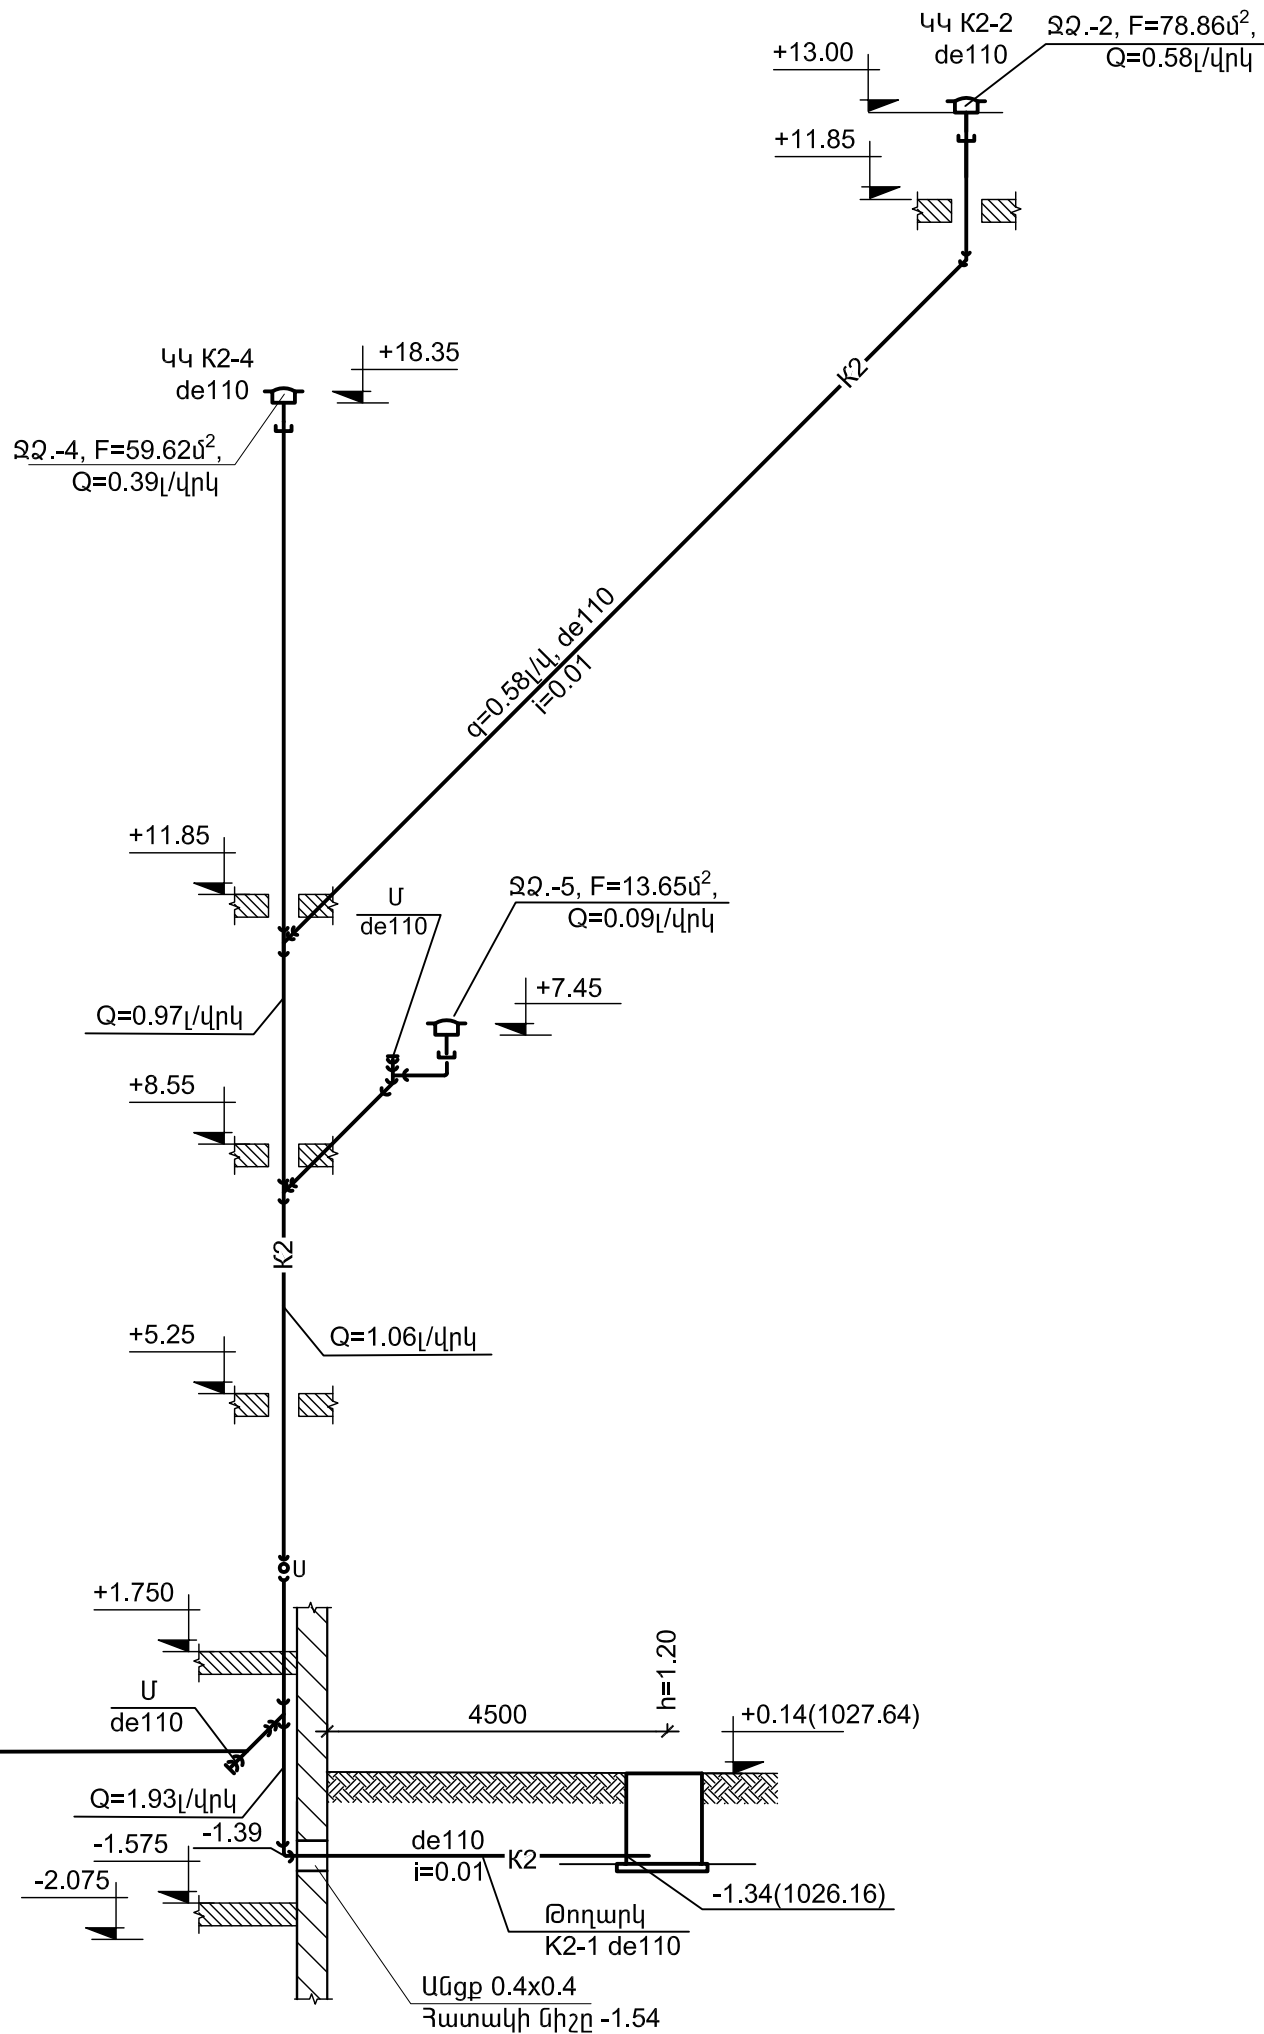 ԿԿ K2-2
de110
ՋԶ.-2, F=78.86մ²,
Q=0.58լ/վրկ
+13.00
+11.85
K2
ԿԿ K2-4
de110
+18.35
ՋԶ.-4, F=59.62մ²,
Q=0.39լ/վրկ
q=0.58լ/վ, de110
i=0.01
+11.85
Մ
de110
ՋԶ.-5, F=13.65մ²,
Q=0.09լ/վրկ
+7.45
Q=0.97լ/վրկ
+8.55
K2
+5.25
Q=1.06լ/վրկ
Ս
+1.750
h=1.20
Մ
de110
4500
+0.14(1027.64)
Q=1.93լ/վրկ
-1.39
-1.575
-2.075
de110
i=0.01
K2
-1.34(1026.16)
Թողարկ
K2-1 de110
Անցք 0.4x0.4
Հատակի նիշը -1.54